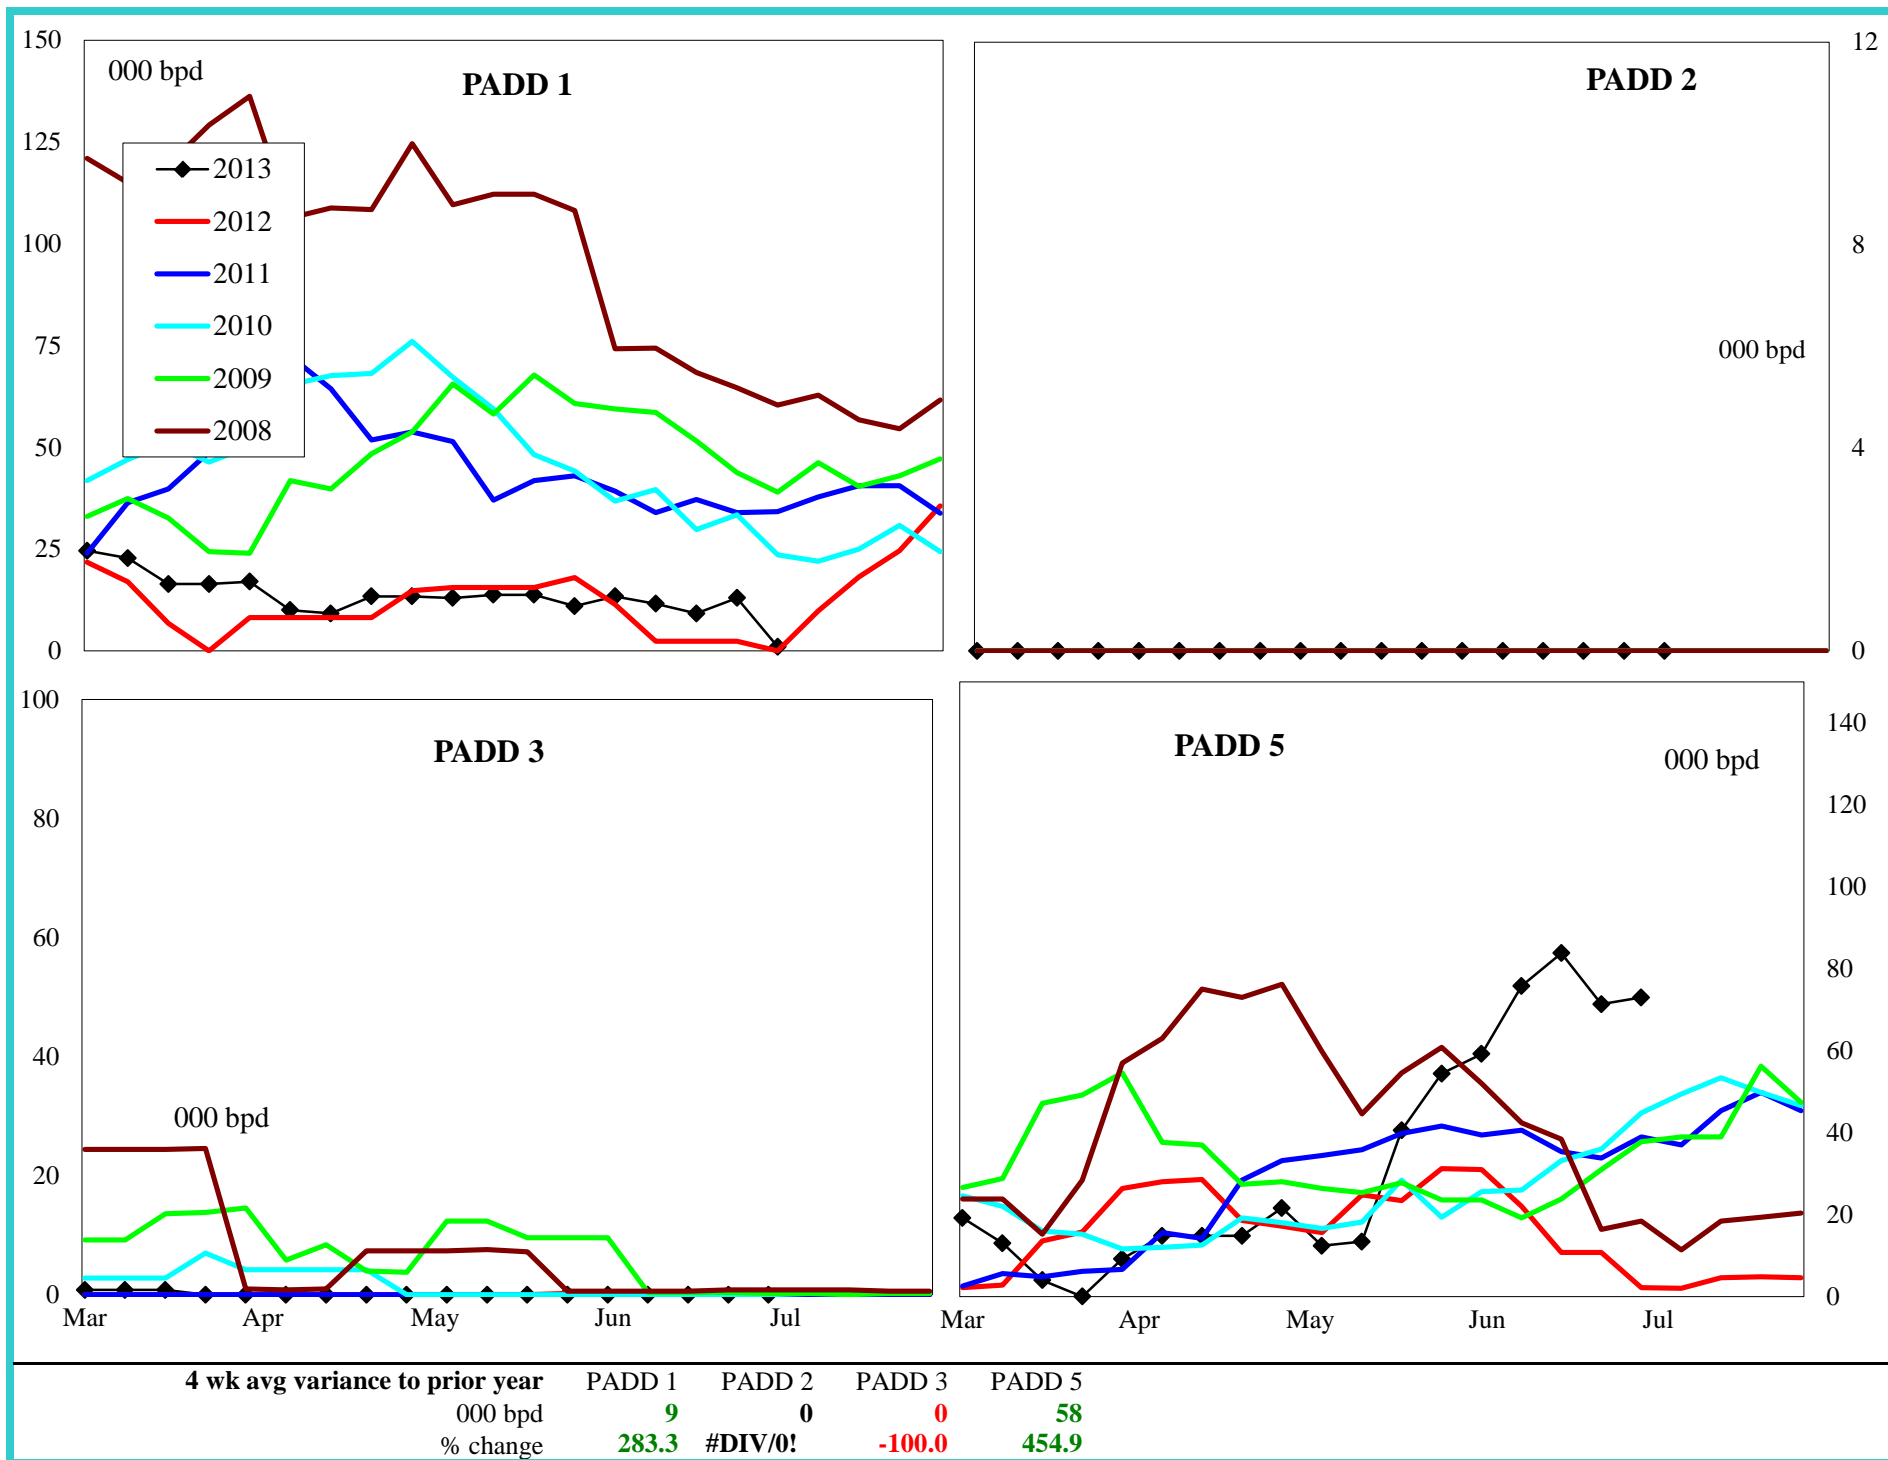 150
125
100
75
50
25
0
000 bpd
PADD 1
2013
2012
2011
2010
2009
2008
PADD 2
12
8
4
0
000 bpd
100
80
60
40
20
0
PADD 3
000 bpd
Mar Apr May Jun Jul
PADD 5
000 bpd
140
120
100
80
60
40
20
0
Mar Apr May Jun Jul
4 wk avg variance to prior year PADD 1 PADD 2 PADD 3 PADD 5
000 bpd 9 0 0 58
% change 283.3 #DIV/0! -100.0 454.9